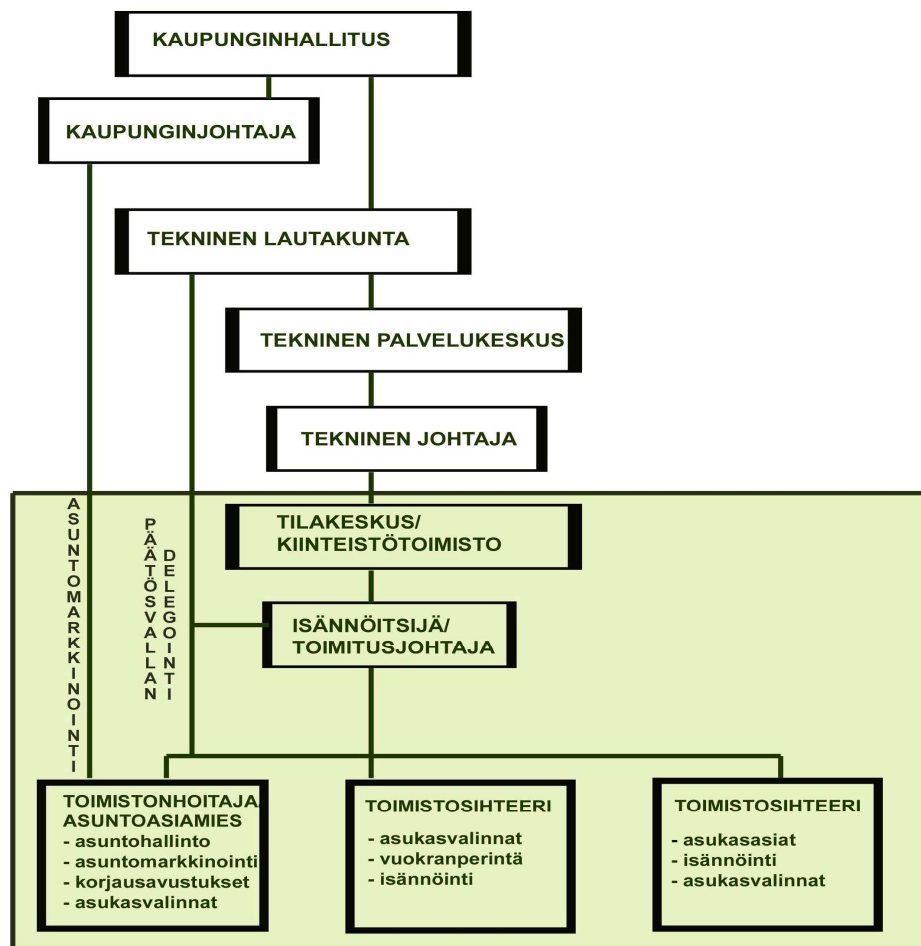 KAUPUNGINHALLITUS
KAUPUNGINJOHTAJA
TEKNINEN LAUTAKUNTA
TEKNINEN PALVELUKESKUS
TEKNINEN JOHTAJA
ASUNTOMARKKINOINTI
PÄÄTÖSVALLAN
DELEGOINTI
TILAKESKUS/
KIINTEISTÖTOIMISTO
ISÄNNÖITSIJÄ/
TOIMITUSJOHTAJA
TOIMISTONHOITAJA/
ASUNTOASIAMIES
- asuntohallinto
- asuntomarkkinointi
- korjausavustukset
- asukasvalinnat
TOIMISTOSIHTEERI
- asukasvalinnat
- vuokranperintä
- isännöinti
TOIMISTOSIHTEERI
- asukasasiat
- isännöinti
- asukasvalinnat